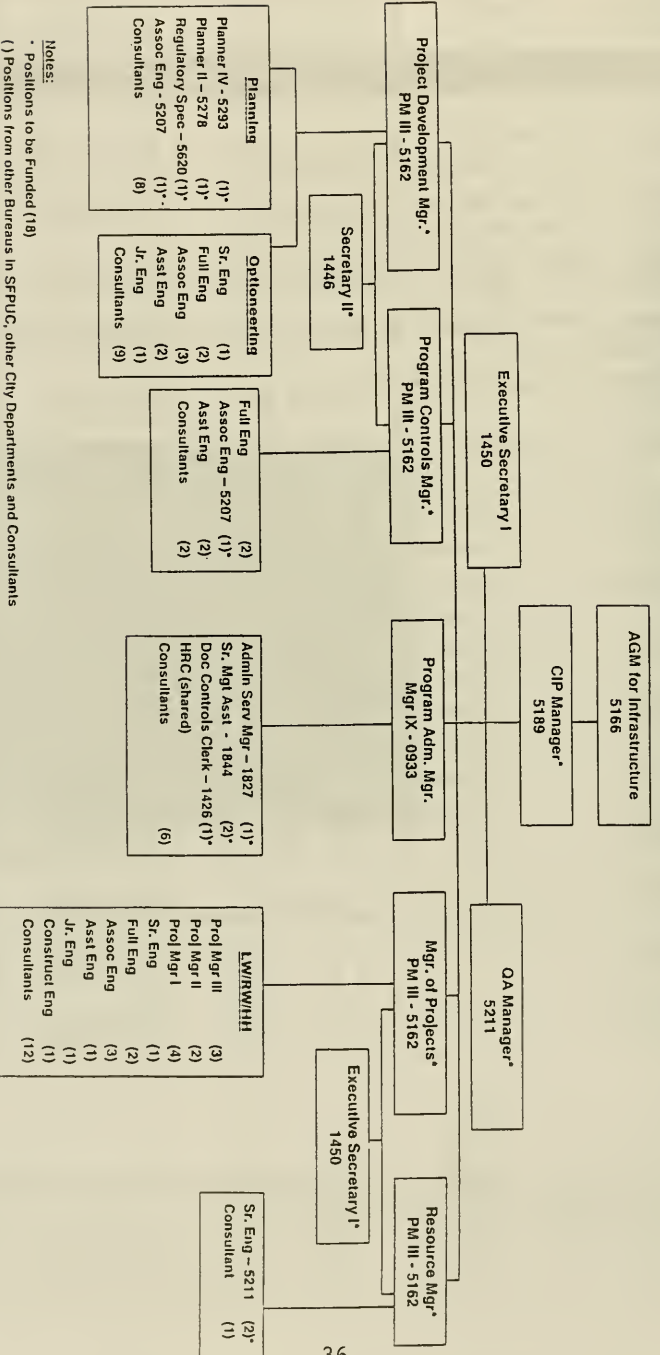 AGM for Infrastructure
5166
CIP Manager*
5189
Executive Secretary I
1450
QA Manager*
5211
Project Development Mgr.*
PM III - 5162
Program Controls Mgr.*
PM III - 5162
Program Adm. Mgr.
Mgr IX - 0933
Mgr. of Projects*
PM III - 5162
Resource Mgr*
PM III - 5162
Secretary II*
1446
Executive Secretary I*
1450
Planning
Planner IV - 5293 (1)*
Planner II – 5278 (1)*
Regulatory Spec – 5620 (1)*
Assoc Eng - 5207 (1)*
Consultants (8)
Optioneering
Sr. Eng (1)
Full Eng (2)
Assoc Eng (3)
Asst Eng (2)
Jr. Eng (1)
Consultants (9)
Full Eng (2)
Assoc Eng – 5207 (1)*
Asst Eng (2)
Consultants (2)
Admin Serv Mgr – 1827 (1)*
Sr. Mgt Asst - 1844 (2)*
Doc Controls Clerk – 1426 (1)*
HRC (shared)
Consultants (6)
LW/RW/HH
Proj Mgr III (3)
Proj Mgr II (2)
Proj Mgr I (4)
Sr. Eng (1)
Full Eng (2)
Assoc Eng (3)
Asst Eng (1)
Jr. Eng (1)
Construct Eng (1)
Consultants (12)
Sr. Eng – 5211 (2)*
Consultant (1)
Notes:
* Positions to be Funded (18)
( ) Positions from other Bureaus in SFPUC, other City Departments and Consultants
36